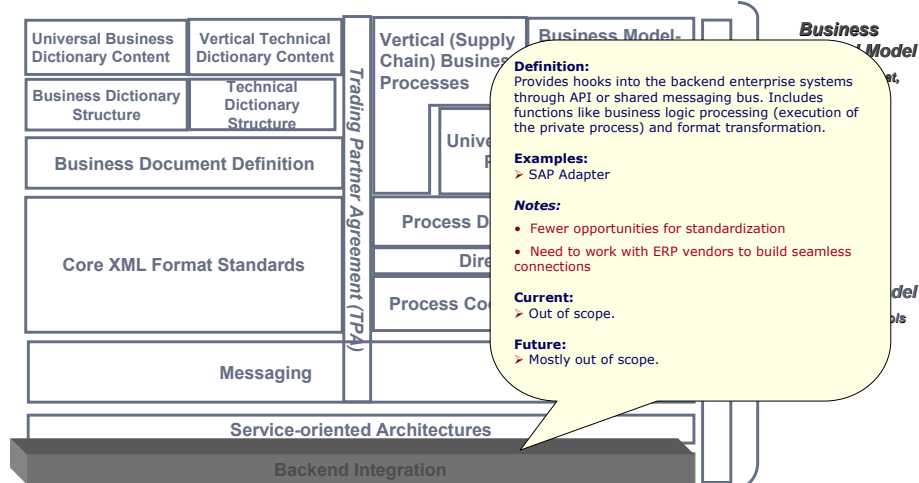 Universal Business
Dictionary Content
Vertical Technical
Dictionary Content
Business Dictionary
Structure
Technical
Dictionary
Structure
Business Document Definition
Core XML Format Standards
Trading Partner Agreement (TPA)
Vertical (Supply
Chain)
Processes
Business Model-
Process
Process
Messaging
Service-oriented Architectures
Backend Integration
Business
Model
Definition:
Provides hooks into the backend enterprise systems
through API or shared messaging bus. Includes
functions like business logic processing (execution of
the private process) and format transformation.
Examples:
➢ SAP Adapter
Notes:
• Fewer opportunities for standardization
• Need to work with ERP vendors to build seamless
connections
Current:
➢ Out of scope.
Future:
➢ Mostly out of scope.